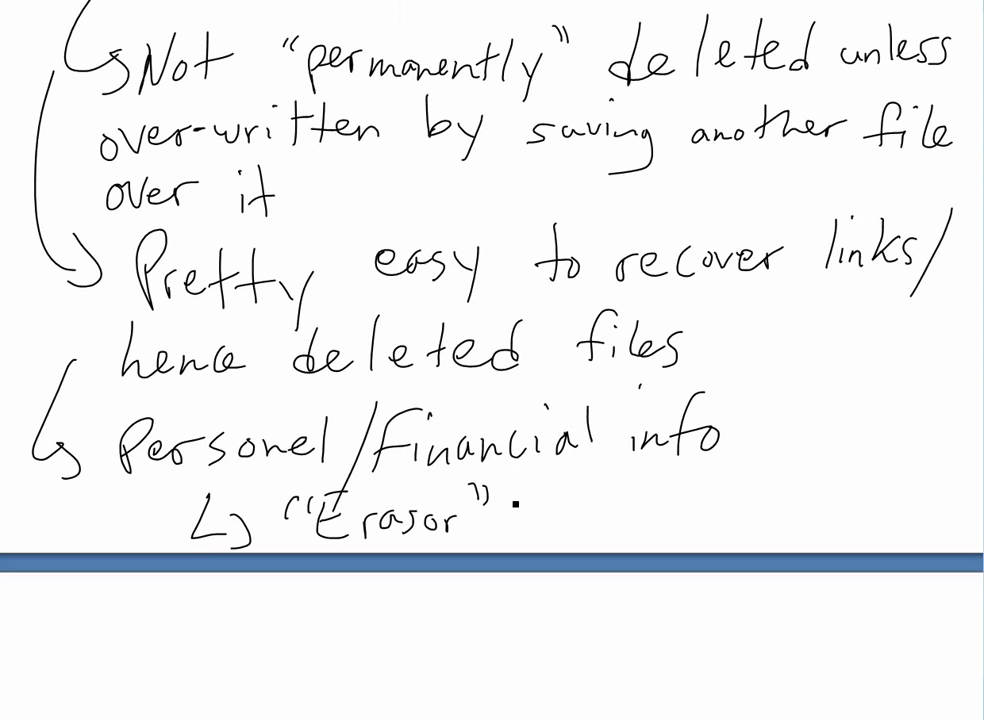 ↳ Not "permanently" deleted unless
over-written by saving another file
over it
→ Pretty easy to recover links/
hence deleted files
↳ Personel/financial info
↳ "Erasor"